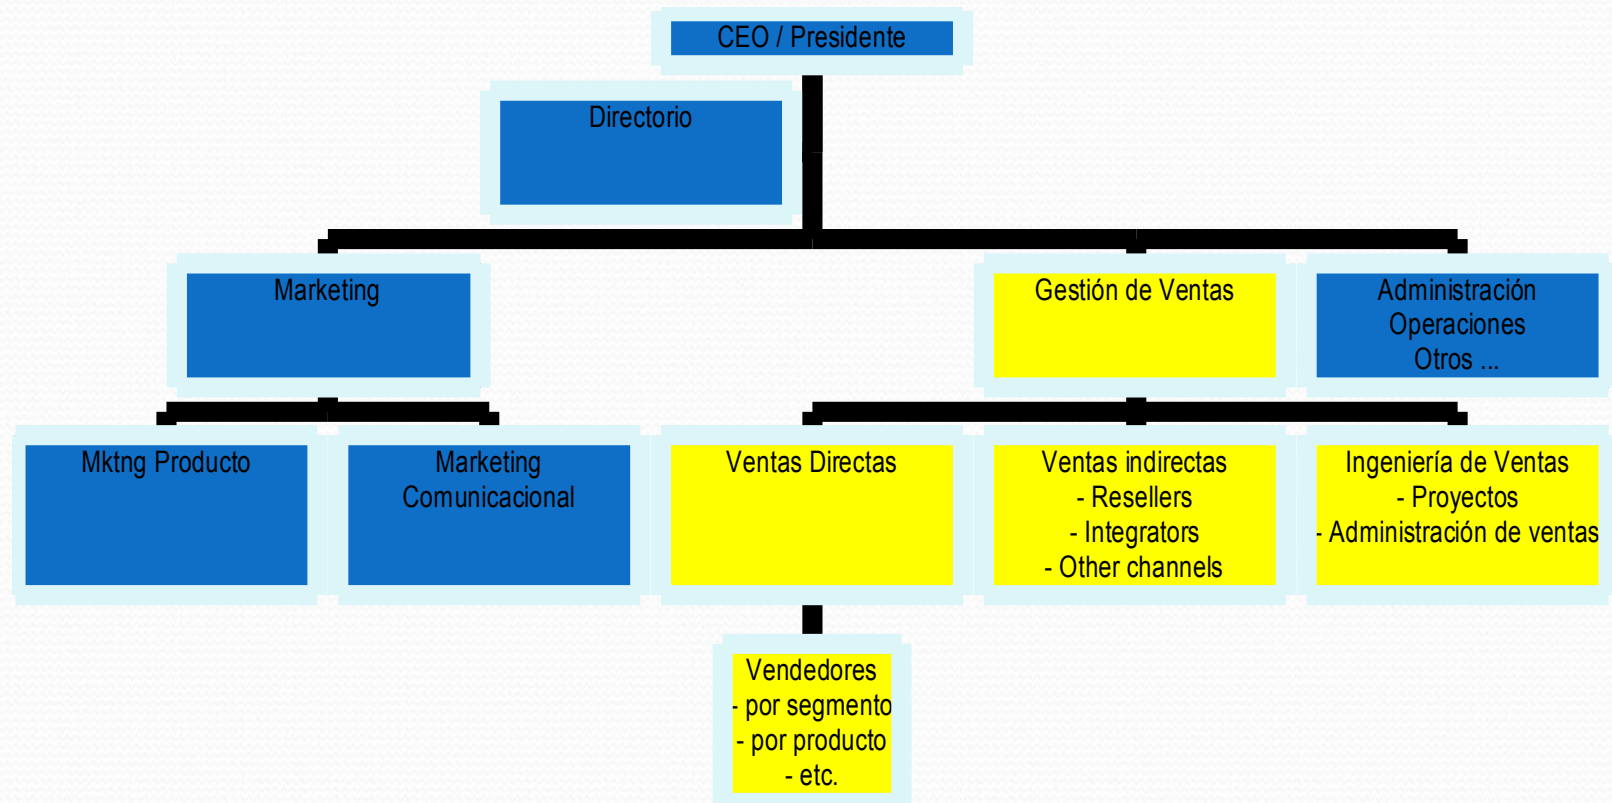 CEO / Presidente
Directorio
Marketing
Gestión de Ventas
Administración
Operaciones
Otros ...
Mktng Producto
Marketing
Comunicacional
Ventas Directas
Ventas indirectas
- Resellers
- Integrators
- Other channels
Ingeniería de Ventas
- Proyectos
- Administración de ventas
Vendedores
- por segmento
- por producto
- etc.